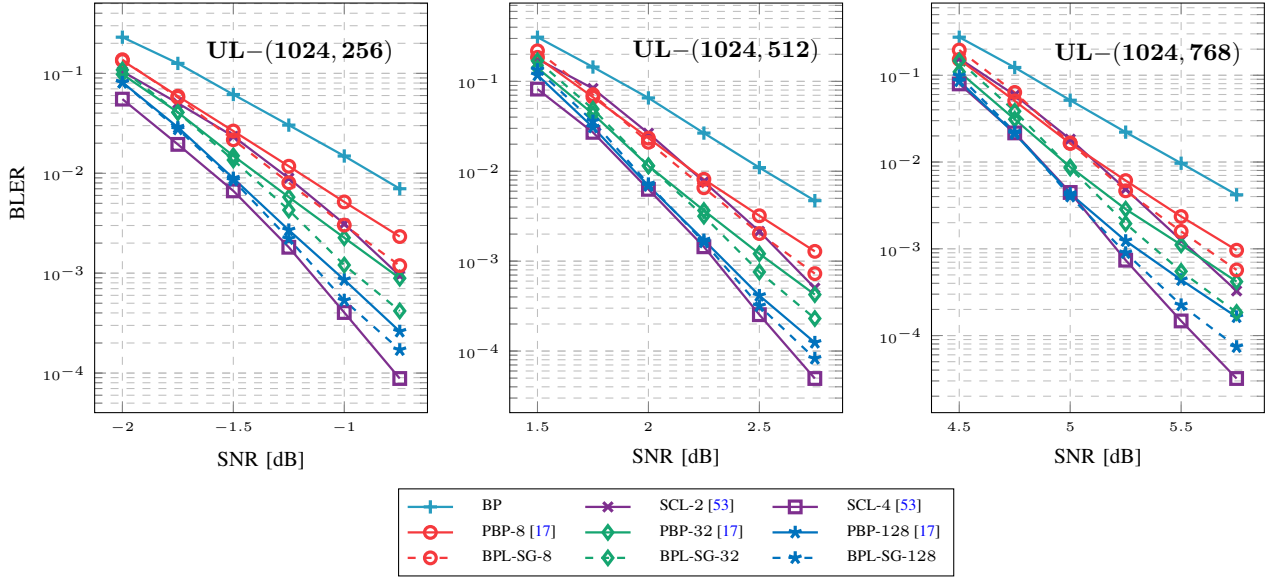 UL−(1024, 256)
10⁻¹
10⁻²
10⁻³
10⁻⁴
BLER
−2 −1.5 −1
SNR [dB]
UL−(1024, 512)
10⁻¹
10⁻²
10⁻³
10⁻⁴
1.5 2 2.5
SNR [dB]
UL−(1024, 768)
10⁻¹
10⁻²
10⁻³
10⁻⁴
4.5 5 5.5
SNR [dB]
BP SCL-2 [53] SCL-4 [53]
PBP-8 [17] PBP-32 [17] PBP-128 [17]
BPL-SG-8 BPL-SG-32 BPL-SG-128